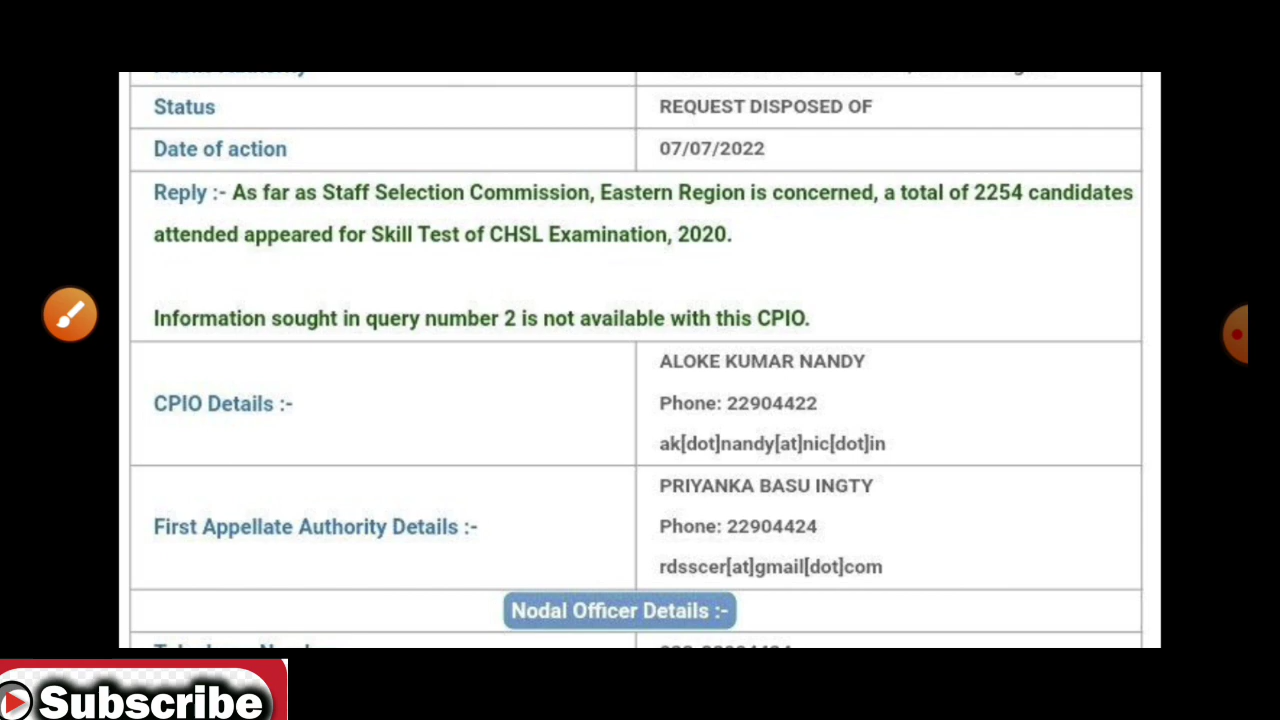 Status
REQUEST DISPOSED OF
Date of action
07/07/2022
Reply :- As far as Staff Selection Commission, Eastern Region is concerned, a total of 2254 candidates
attended appeared for Skill Test of CHSL Examination, 2020.
Information sought in query number 2 is not available with this CPIO.
CPIO Details :-
ALOKE KUMAR NANDY
Phone: 22904422
ak[dot]nandy[at]nic[dot]in
First Appellate Authority Details :-
PRIYANKA BASU INGTY
Phone: 22904424
rdsscer[at]gmail[dot]com
Nodal Officer Details :-
Subscribe